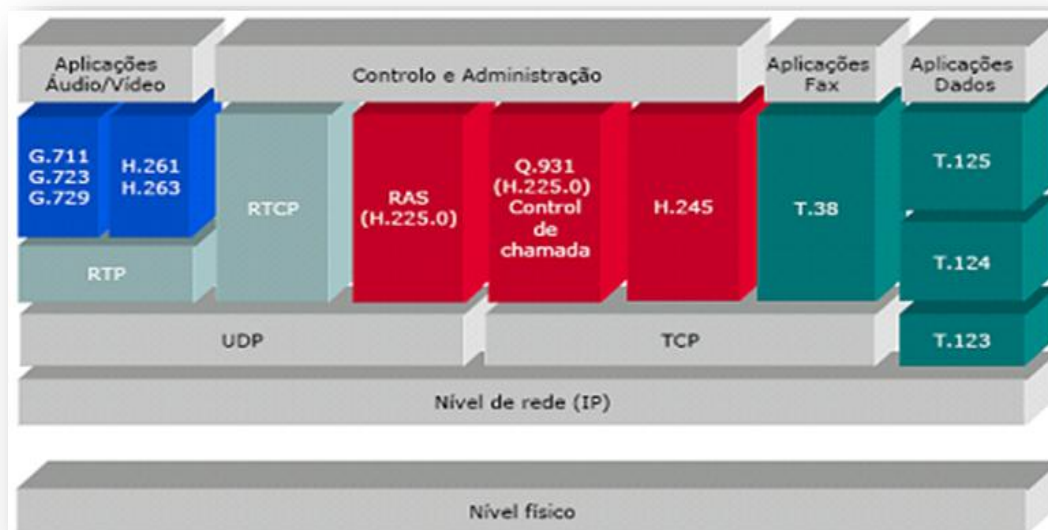 Aplicações
Áudio/Vídeo
Controlo e Administração
Aplicações
Fax
Aplicações
Dados
G.711
G.723
G.729
H.261
H.263
RTP
RTCP
RAS
(H.225.0)
Q.931
(H.225.0)
Control
de
chamada
H.245
T.38
T.125
T.124
T.123
UDP
TCP
Nível de rede (IP)
Nível físico